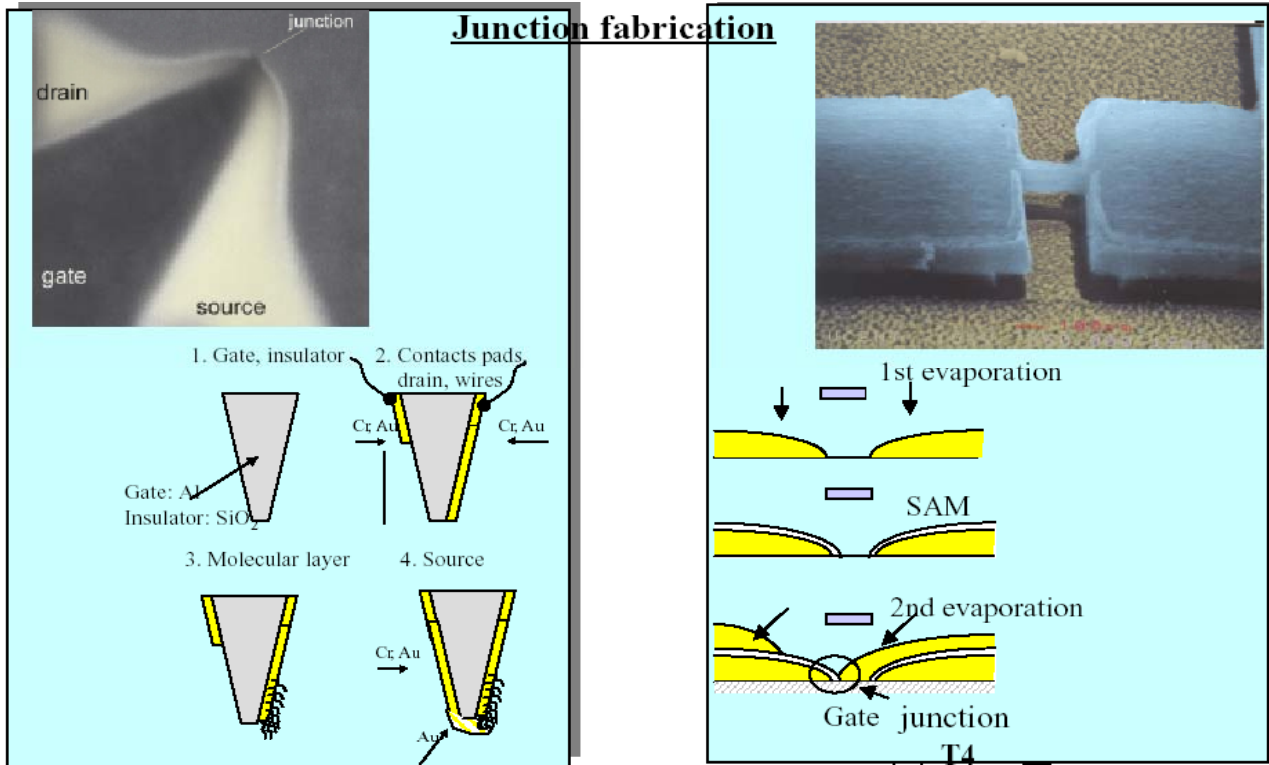 Junction fabrication
junction
drain
gate
source
1. Gate, insulator
2. Contacts pads,
drain, wires
Cr, Au
Cr, Au
Gate: Al
Insulator: SiO2
3. Molecular layer
4. Source
Cr, Au
Au
1st evaporation
SAM
2nd evaporation
Gate
junction
T4